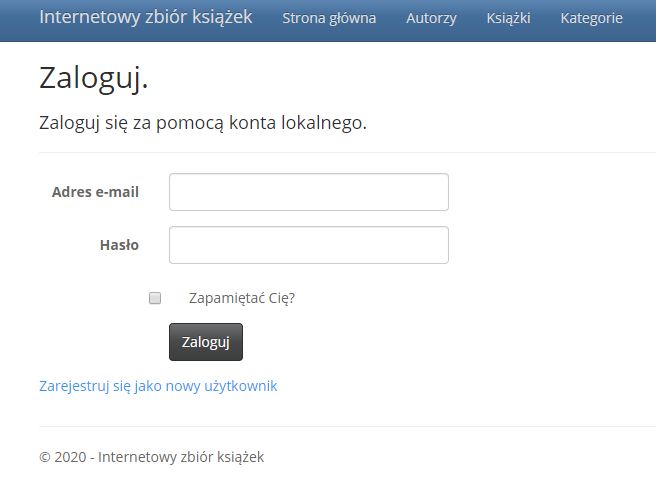 Internetowy zbiór książek Strona główna Autorzy Książki Kategorie
Zaloguj.
Zaloguj się za pomocą konta lokalnego.
Adres e-mail
Hasło
Zapamiętać Cię?
Zaloguj
Zarejestruj się jako nowy użytkownik
© 2020 - Internetowy zbiór książek